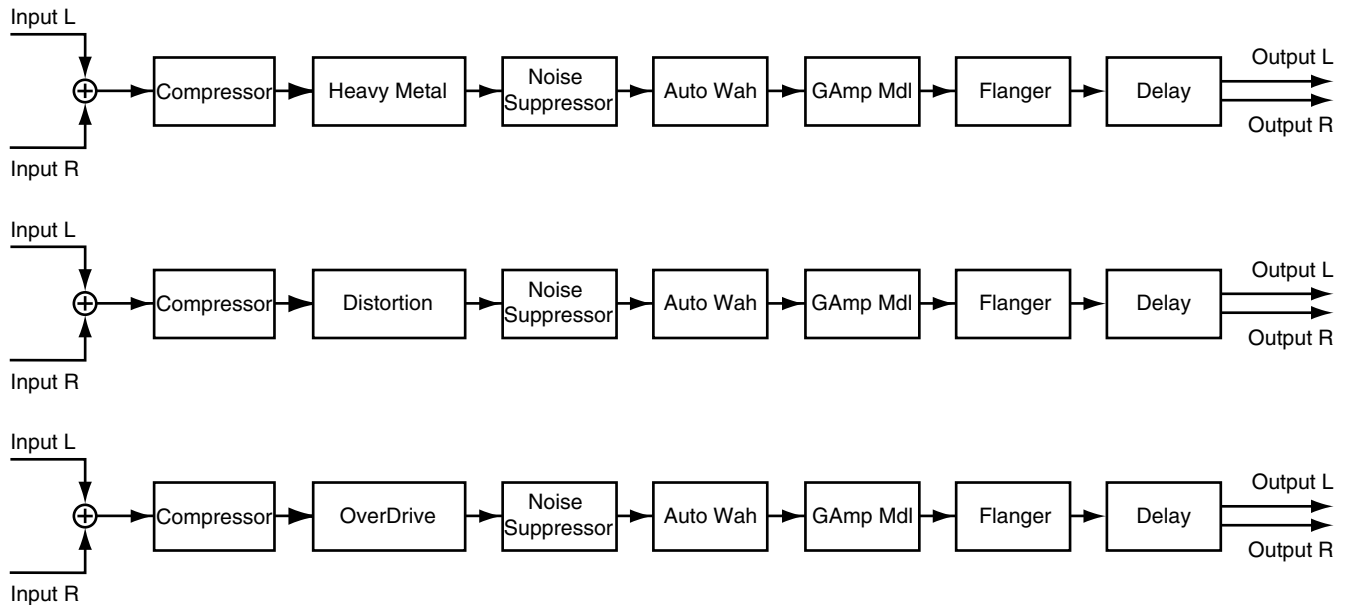 Input L
Compressor
Heavy Metal
Noise
Suppressor
Auto Wah
GAmp Mdl
Flanger
Delay
Output L
Output R
Input R
Input L
Compressor
Distortion
Noise
Suppressor
Auto Wah
GAmp Mdl
Flanger
Delay
Output L
Output R
Input R
Input L
Compressor
OverDrive
Noise
Suppressor
Auto Wah
GAmp Mdl
Flanger
Delay
Output L
Output R
Input R